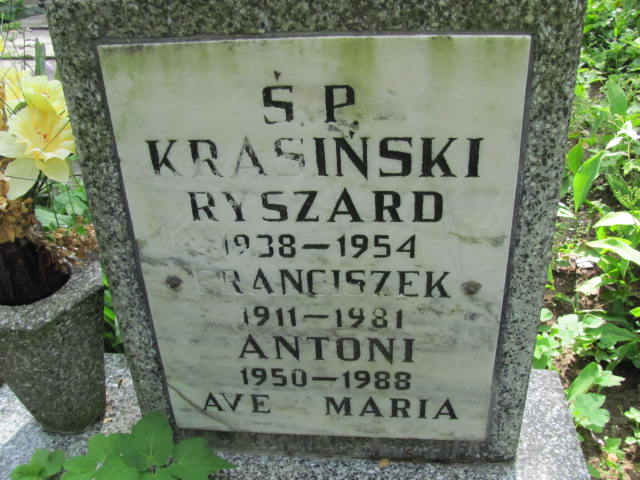 Ś.P.
KRASIŃSKI
RYSZARD
1938-1954
FRANCISZEK
1911-1981
ANTONI
1950-1988
AVE MARIA